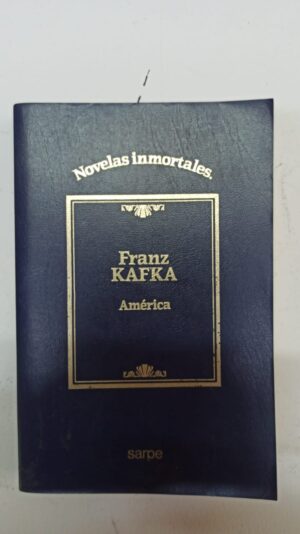 Novelas inmortales.
Franz
KAFKA
América
sarpe